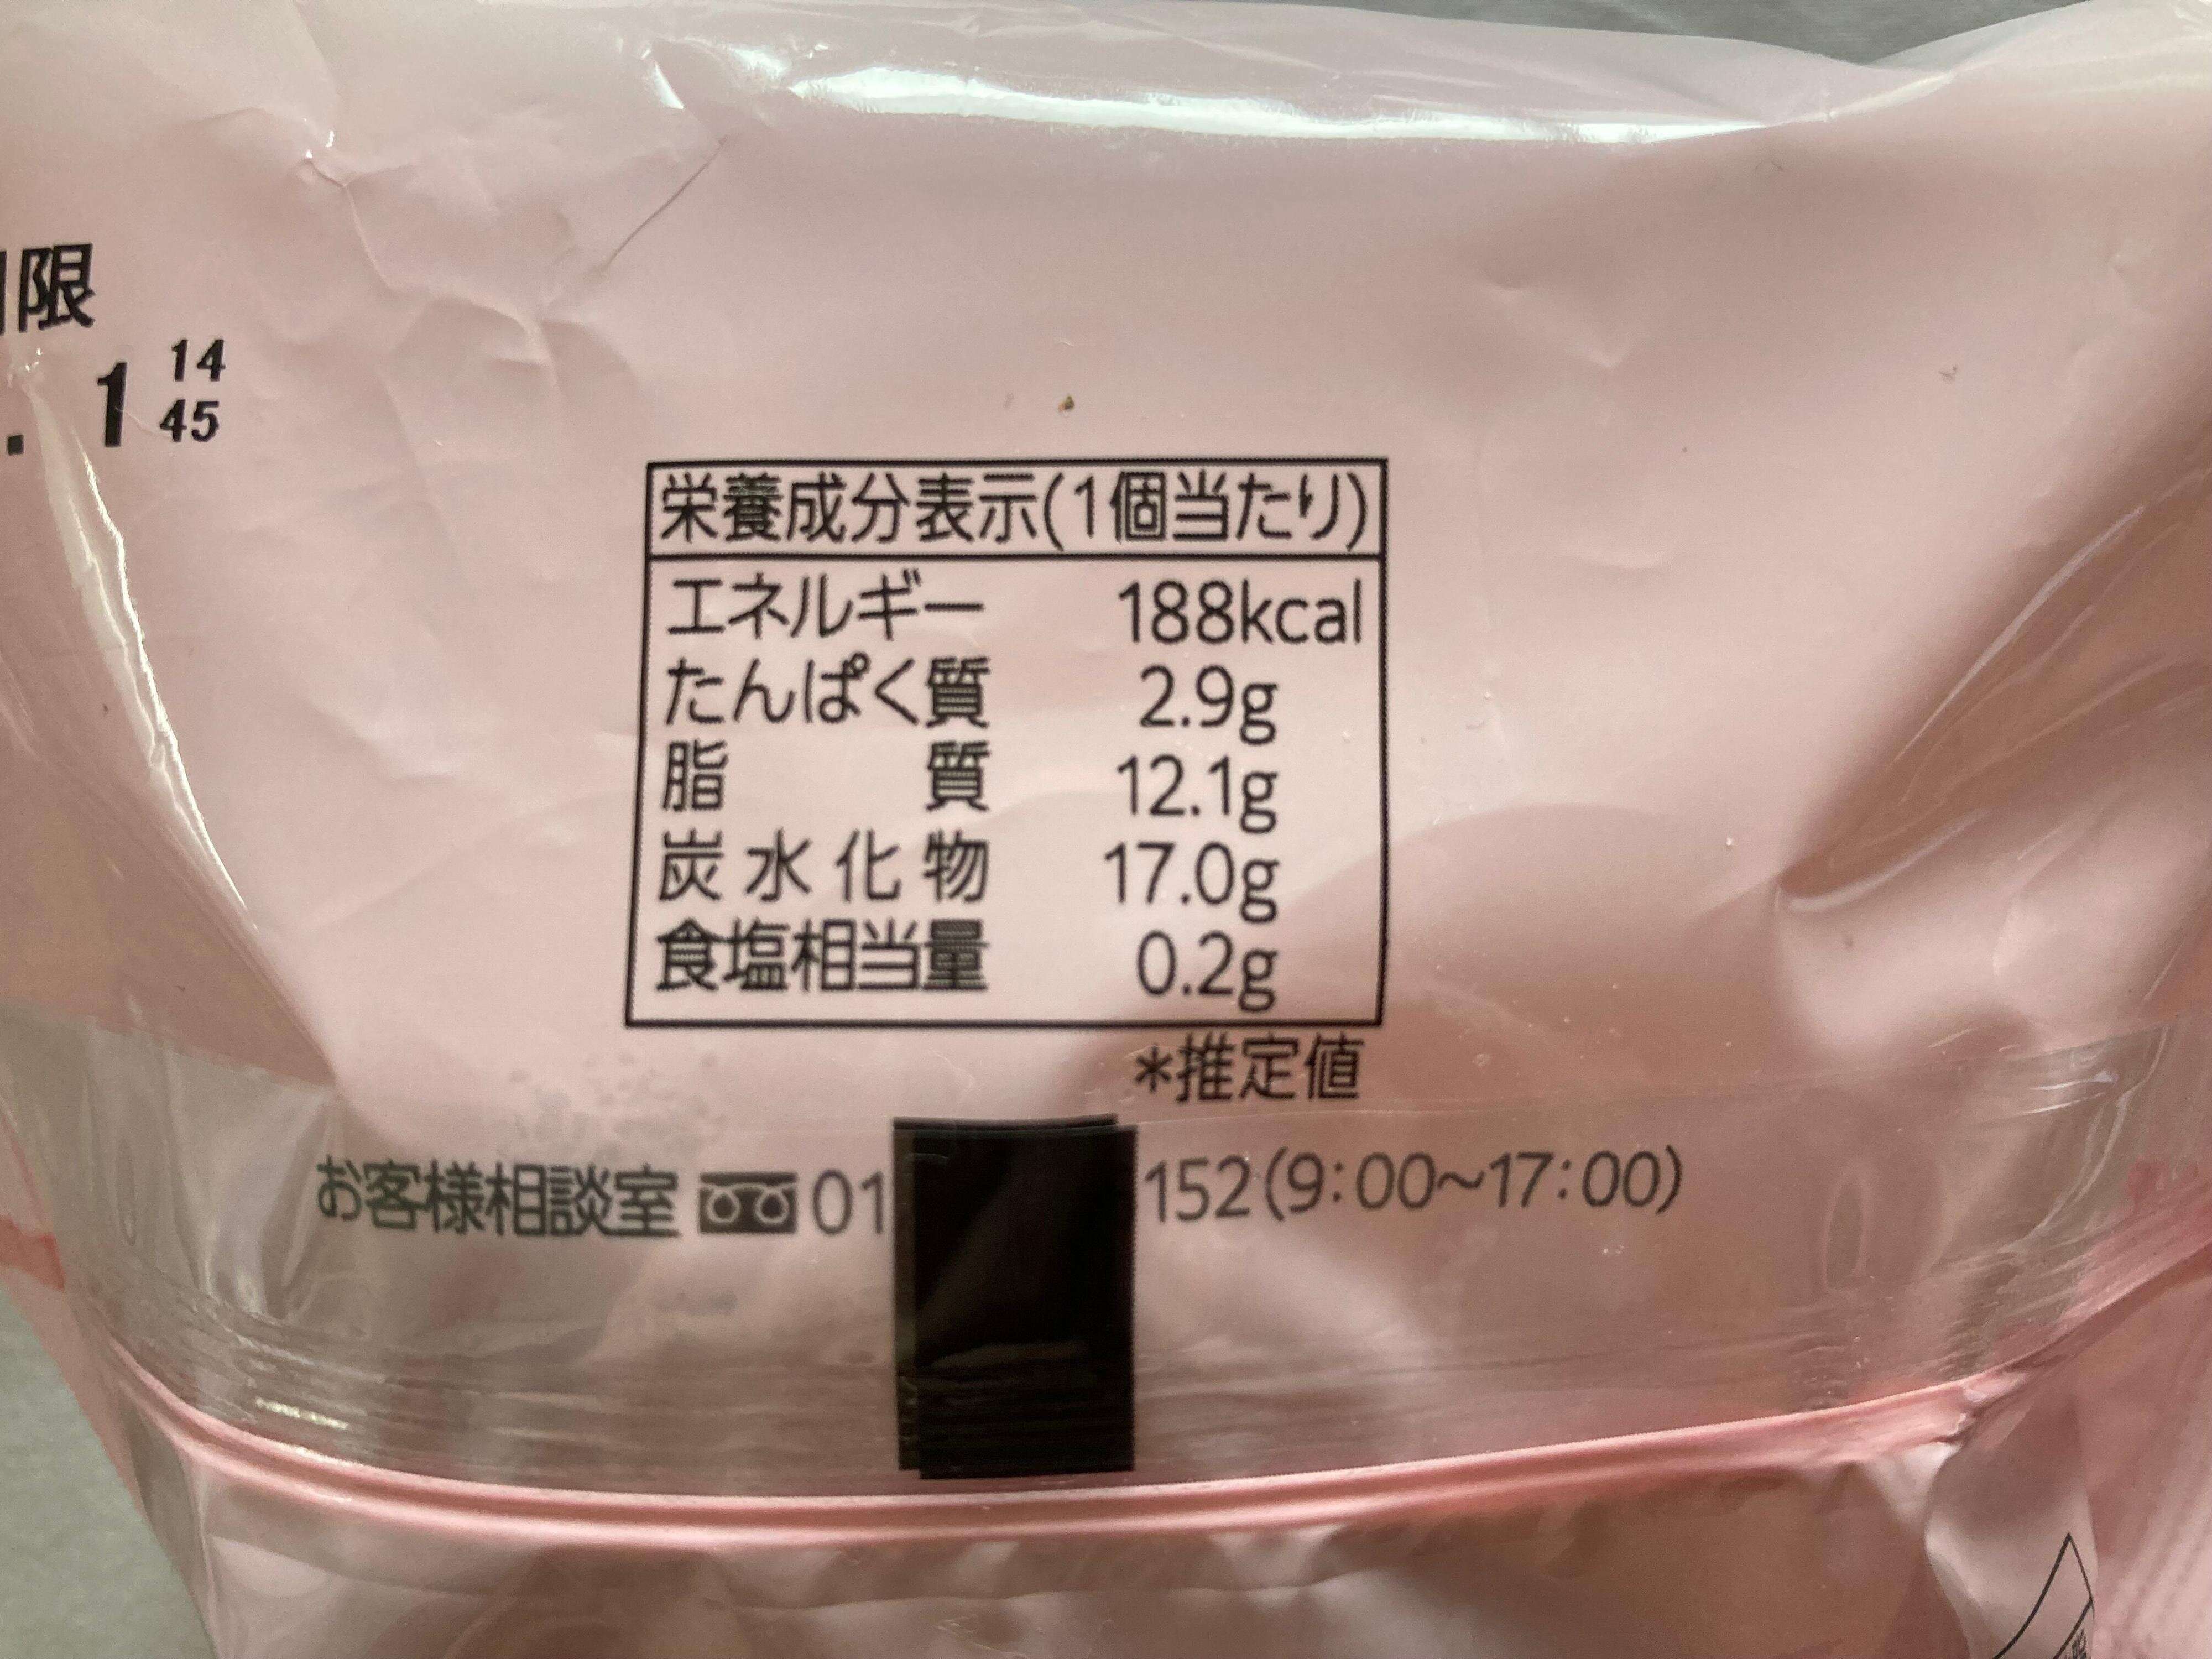 限
. 1 14
45
栄養成分表示(1個当たり)
エネルギー 188kcal
たんぱく質 2.9g
脂質 12.1g
炭水化物 17.0g
食塩相当量 0.2g
*推定値
お客様相談室 01 152(9:00~17:00)